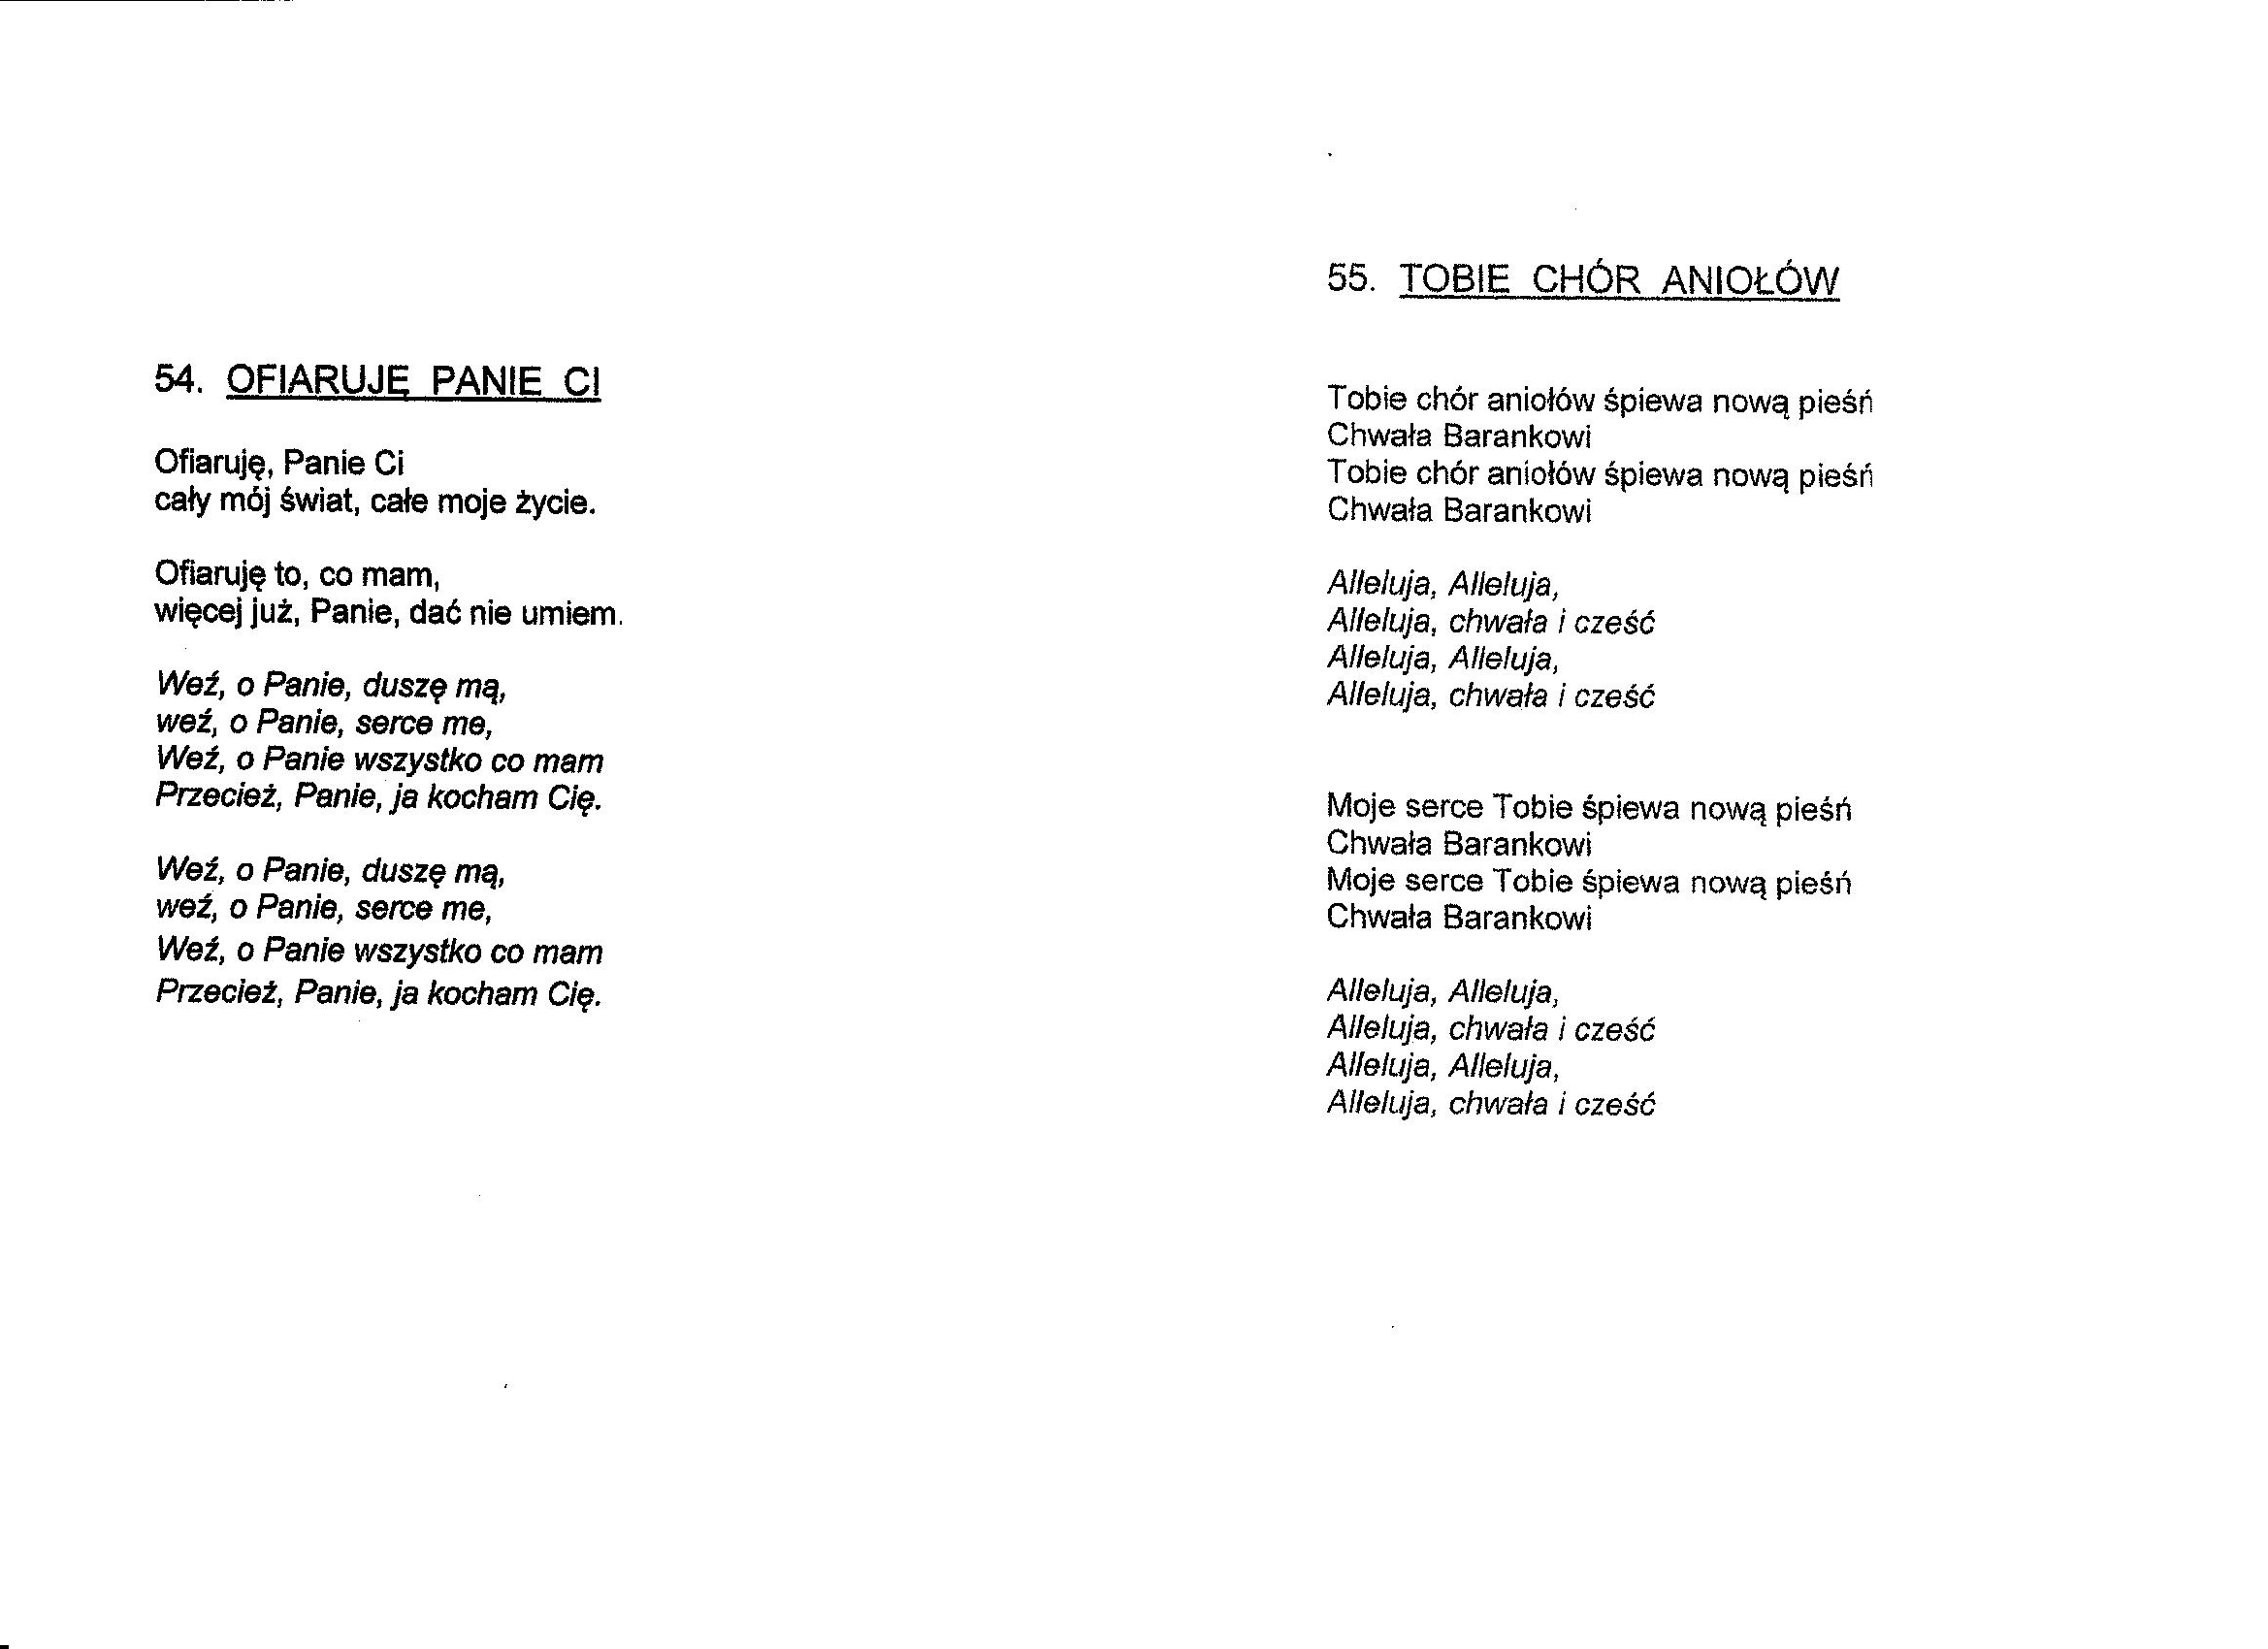 54. OFIARUJĘ PANIE CI
Ofiaruję, Panie Ci
cały mój świat, całe moje życie.
Ofiaruję to, co mam,
więcej już, Panie, dać nie umiem.
Weź, o Panie, duszę mą,
weź, o Panie, serce me,
Weź, o Panie wszystko co mam
Przecież, Panie, ja kocham Cię.
Weź, o Panie, duszę mą,
weź, o Panie, serce me,
Weź, o Panie wszystko co mam
Przecież, Panie, ja kocham Cię.
55. TOBIE CHÓR ANIOŁÓW
Tobie chór aniołów śpiewa nową pieśń
Chwała Barankowi
Tobie chór aniołów śpiewa nową pieśń
Chwała Barankowi
Alleluja, Alleluja,
Alleluja, chwała i cześć
Alleluja, Alleluja,
Alleluja, chwała i cześć
Moje serce Tobie śpiewa nową pieśń
Chwała Barankowi
Moje serce Tobie śpiewa nową pieśń
Chwała Barankowi
Alleluja, Alleluja,
Alleluja, chwała i cześć
Alleluja, Alleluja,
Alleluja, chwała i cześć